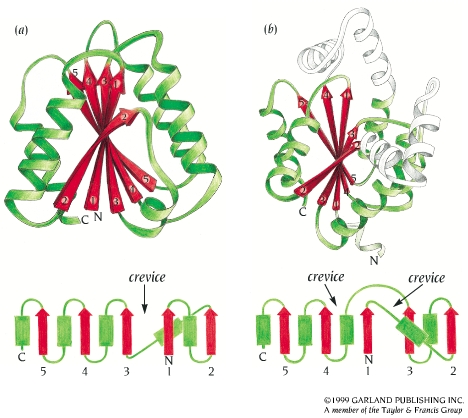 (a)
(b)
5
2
C N
5
C
N
crevice
crevice crevice
C
N
5 4 3 1 2
C
N
5 4 1 3 2
©1999 GARLAND PUBLISHING INC.
A member of the Taylor & Francis Group